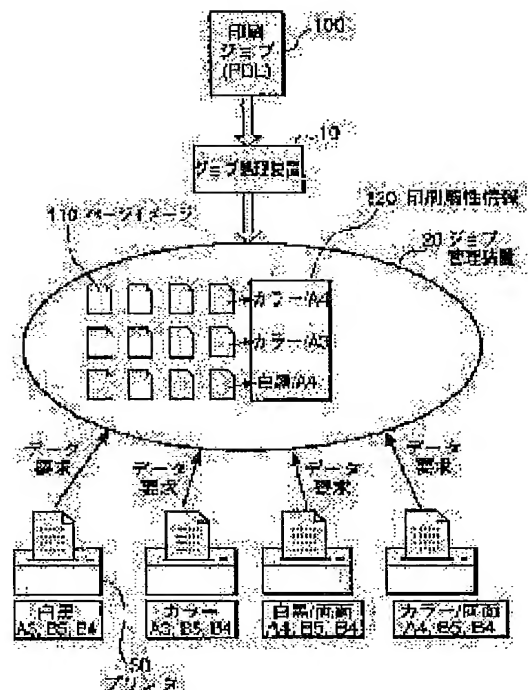 印刷
ジョブ
(PDL)
100
10
ジョブ処理装置
110 ページイメージ
120 印刷属性情報
20 ジョブ
管理装置
カラー/A4
カラー/A3
白黒/A4
データ
要求
データ
要求
データ
要求
データ
要求
白黒
A3, B5, B4
カラー
A3, B5, B4
白黒/両面
A4, B5, B4
カラー/両面
A4, B5, B4
50
プリンタ